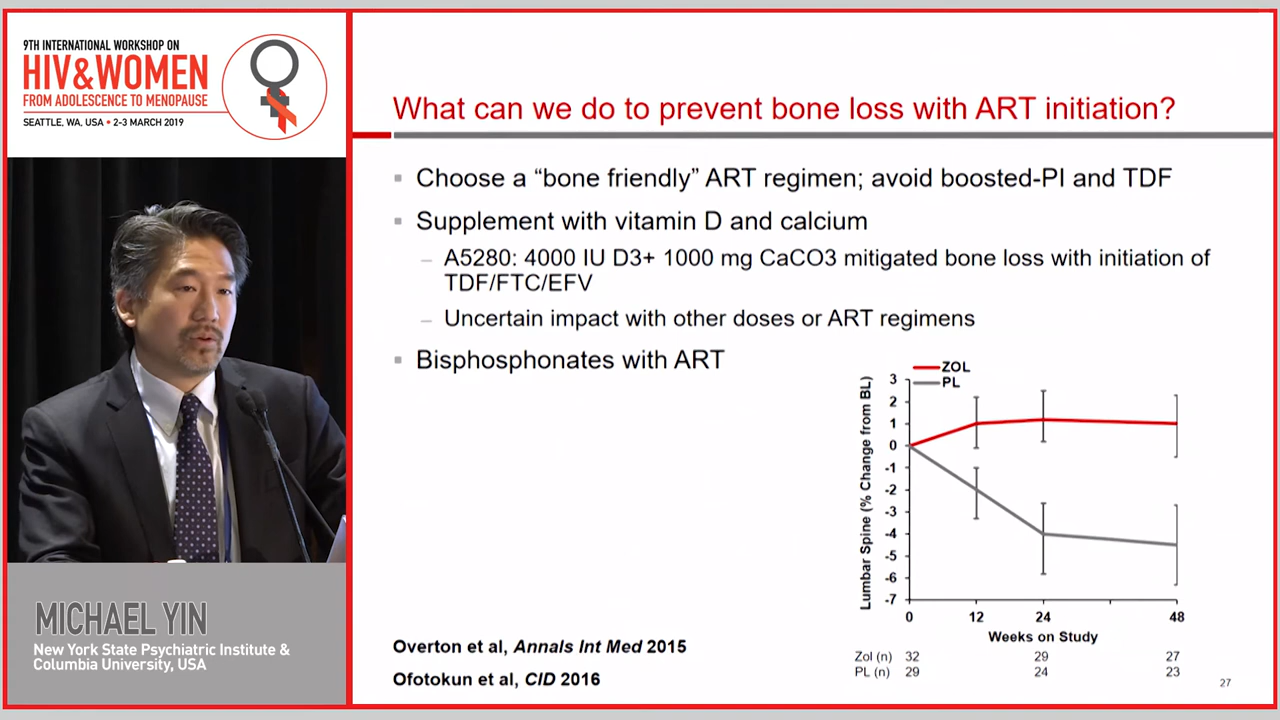 9TH INTERNATIONAL WORKSHOP ON
HIV&WOMEN
FROM ADOLESCENCE TO MENOPAUSE
SEATTLE, WA, USA • 2-3 MARCH 2019
MICHAEL YIN
New York State Psychiatric Institute &
Columbia University, USA
What can we do to prevent bone loss with ART initiation?
Choose a “bone friendly” ART regimen; avoid boosted-PI and TDF
Supplement with vitamin D and calcium
– A5280: 4000 IU D3+ 1000 mg CaCO3 mitigated bone loss with initiation of
TDF/FTC/EFV
– Uncertain impact with other doses or ART regimens
Bisphosphonates with ART
ZOL
PL
Lumbar Spine (% Change from BL)
3
2
1
0
-1
-2
-3
-4
-5
-6
-7
0 12 24 48
Weeks on Study
Zol (n) 32 29 27
PL (n) 29 24 23
Overton et al, Annals Int Med 2015
Ofotokun et al, CID 2016
27